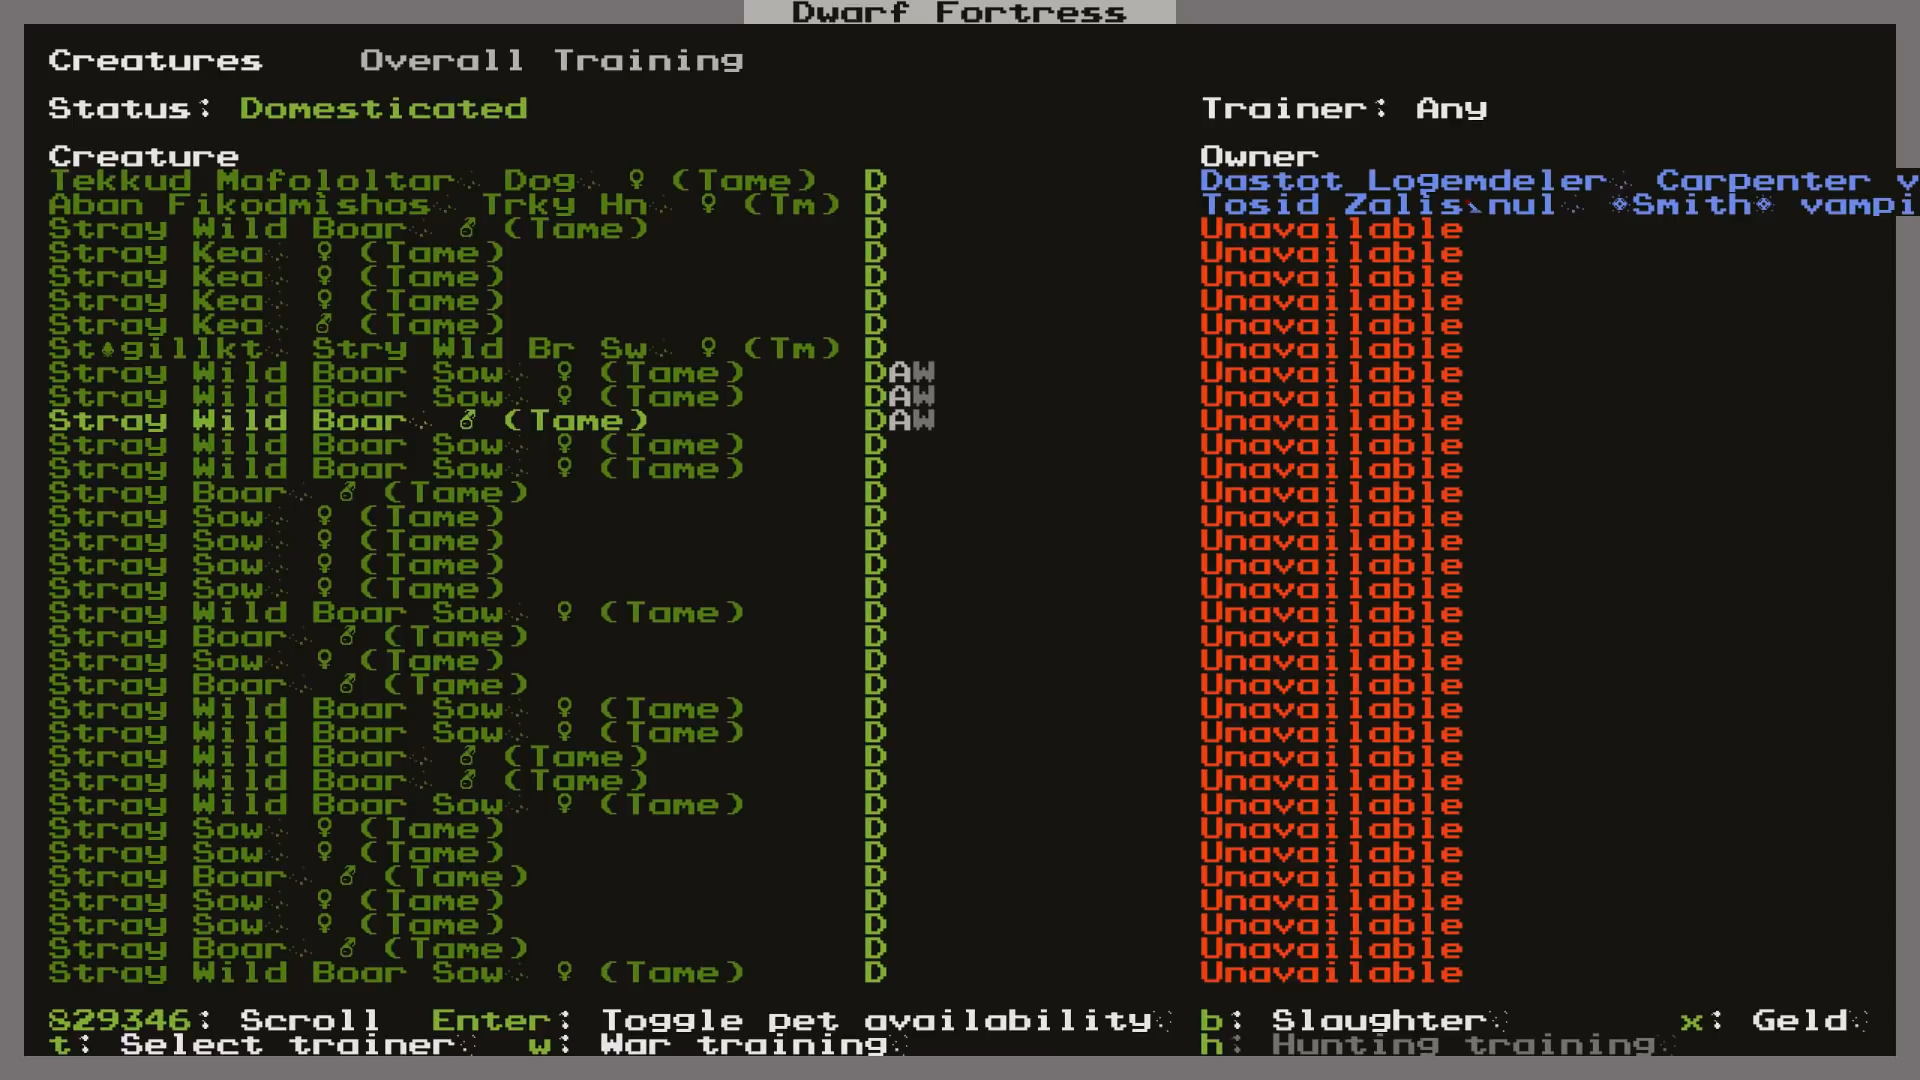 Dwarf Fortress
Creatures Overall Training
Status: Domesticated Trainer: Any
Creature Owner
Tekkud Mafololtar, Dog, ♀ (Tame) D Dastot Logemdeler, Carpenter v
Aban Fikodmishos, Trky Hn, ♀ (Tm) D Tosid Zalis nul, ☼Smith☼ vampi
Stray Wild Boar, ♂ (Tame) D Unavailable
Stray Kea, ♀ (Tame) D Unavailable
Stray Kea, ♀ (Tame) D Unavailable
Stray Kea, ♀ (Tame) D Unavailable
Stray Kea, ♂ (Tame) D Unavailable
St♠gillkt, Stry Wld Br Sw, ♀ (Tm) D Unavailable
Stray Wild Boar Sow, ♀ (Tame) DAW Unavailable
Stray Wild Boar Sow, ♀ (Tame) DAW Unavailable
Stray Wild Boar, ♂ (Tame) DAW Unavailable
Stray Wild Boar Sow, ♀ (Tame) D Unavailable
Stray Wild Boar Sow, ♀ (Tame) D Unavailable
Stray Boar, ♂ (Tame) D Unavailable
Stray Sow, ♀ (Tame) D Unavailable
Stray Sow, ♀ (Tame) D Unavailable
Stray Sow, ♀ (Tame) D Unavailable
Stray Sow, ♀ (Tame) D Unavailable
Stray Wild Boar Sow, ♀ (Tame) D Unavailable
Stray Boar, ♂ (Tame) D Unavailable
Stray Sow, ♀ (Tame) D Unavailable
Stray Boar, ♂ (Tame) D Unavailable
Stray Wild Boar Sow, ♀ (Tame) D Unavailable
Stray Wild Boar Sow, ♀ (Tame) D Unavailable
Stray Wild Boar, ♂ (Tame) D Unavailable
Stray Wild Boar, ♂ (Tame) D Unavailable
Stray Wild Boar Sow, ♀ (Tame) D Unavailable
Stray Sow, ♀ (Tame) D Unavailable
Stray Sow, ♀ (Tame) D Unavailable
Stray Boar, ♂ (Tame) D Unavailable
Stray Sow, ♀ (Tame) D Unavailable
Stray Sow, ♀ (Tame) D Unavailable
Stray Boar, ♂ (Tame) D Unavailable
Stray Wild Boar Sow, ♀ (Tame) D Unavailable
829346: Scroll Enter: Toggle pet availability, b: Slaughter, x: Geld,
t: Select trainer, w: War training, h: Hunting training,